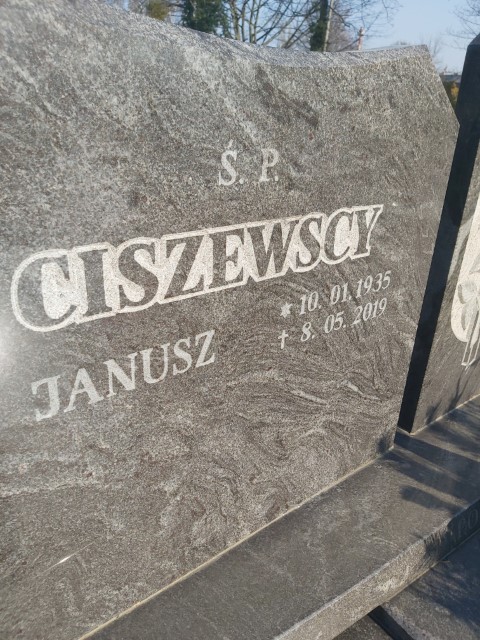 Ś. P.
CISZEWSCY
JANUSZ
* 10. 01. 1935
† 8. 05. 2019